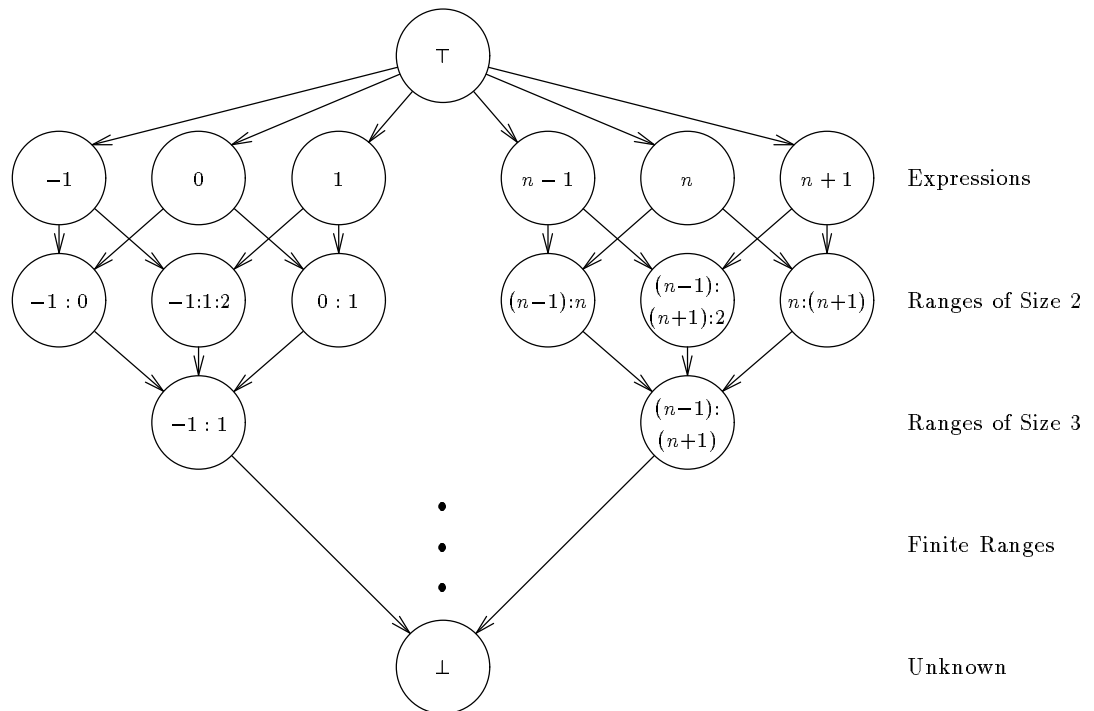 ⊤
−1 0 1 n − 1 n n + 1 Expressions
−1 : 0 −1:1:2 0 : 1 (n−1):n (n−1): (n+1):2 n:(n+1) Ranges of Size 2
−1 : 1 (n−1): (n+1) Ranges of Size 3
Finite Ranges
⊥ Unknown